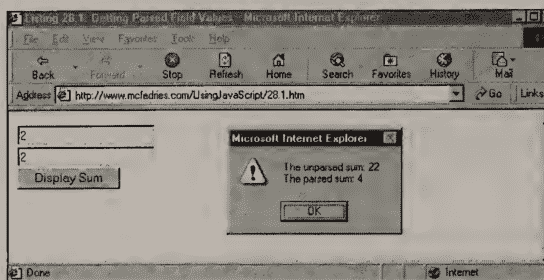 Listing 28.1. Getting Parsed Field Values - Microsoft Internet Explorer
File Edit View Favorites Tools Help
Back Forward Stop Refresh Home Search Favorites History Mail
Address http://www.mcfedries.com/UsingJavaScript/28.1.htm Go Links
2
2
Display Sum
Microsoft Internet Explorer
The unparsed sum: 22
The parsed sum: 4
OK
Done Internet